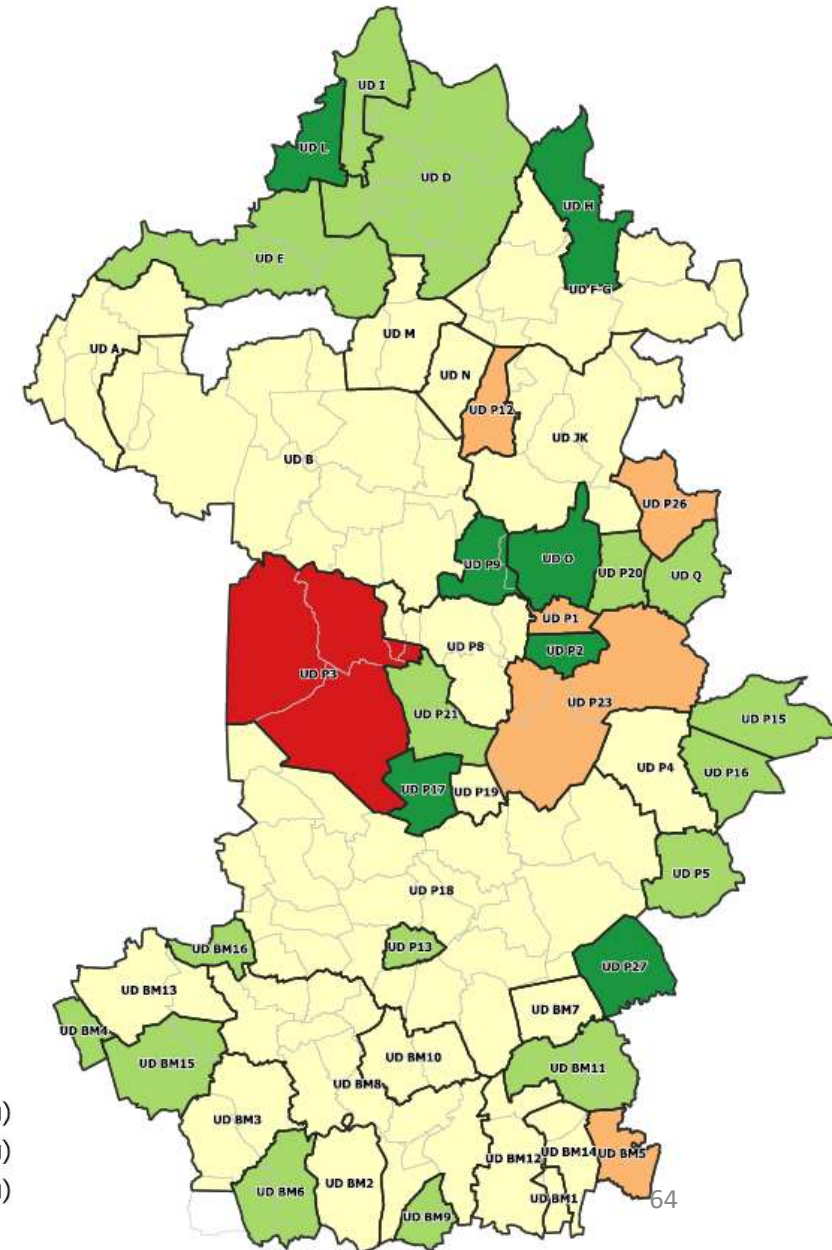 UD I
UD L
UD D
UD H
UD E
UD F-G
UD M
UD A
UD N
UD P12
UD JK
UD B
UD P26
UD P9
UD O
UD P20
UD Q
UD P1
UD P8
UD P2
UD P3
UD P23
UD P21
UD P15
UD P4
UD P16
UD P17
UD P19
UD P5
UD P18
UD BM16
UD P13
UD P27
UD BM13
UD BM7
UD BM4
UD BM10
UD BM15
UD BM11
UD BM8
UD BM3
UD BM12
UD BM14
UD BM5
UD BM2
UD BM6
UD BM1
64
UD BM9